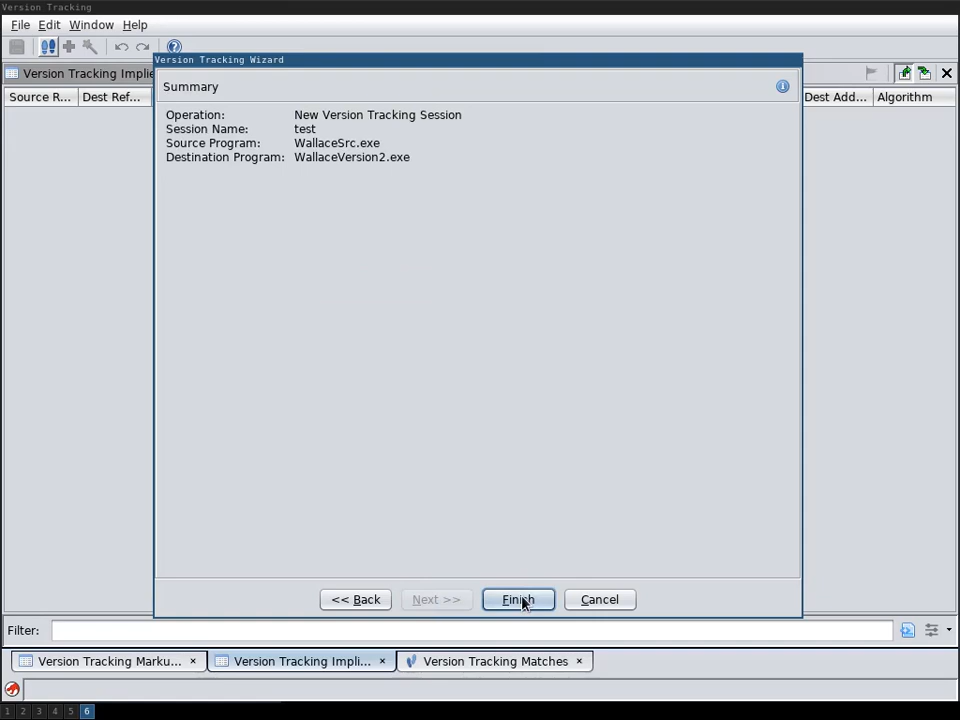 Version Tracking
File Edit Window Help
Version Tracking Wizard
Version Tracking Implie
Summary
Source R... Dest Ref... Dest Add... Algorithm
Operation: New Version Tracking Session
Session Name: test
Source Program: WallaceSrc.exe
Destination Program: WallaceVersion2.exe
<< Back Next >> Finish Cancel
Filter:
Version Tracking Marku... × Version Tracking Impli... × Version Tracking Matches ×
1 2 3 4 5 6